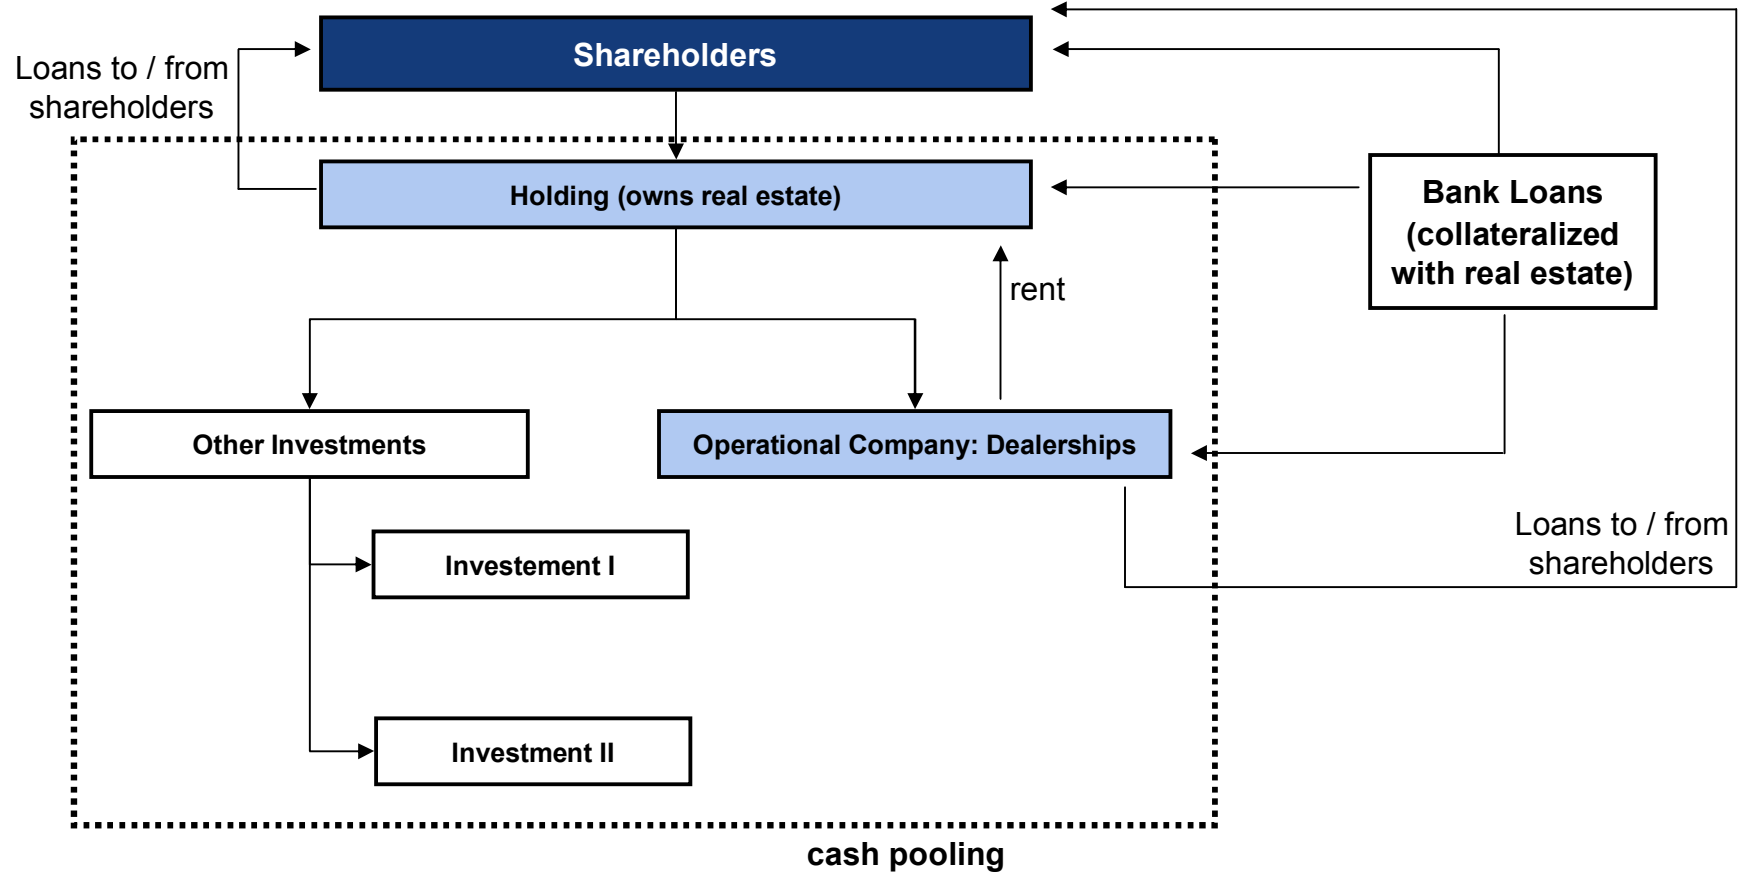 Shareholders
Loans to / from
shareholders
Holding (owns real estate)
Bank Loans
(collateralized
with real estate)
rent
Other Investments
Operational Company: Dealerships
Loans to / from
shareholders
Investement I
Investment II
cash pooling